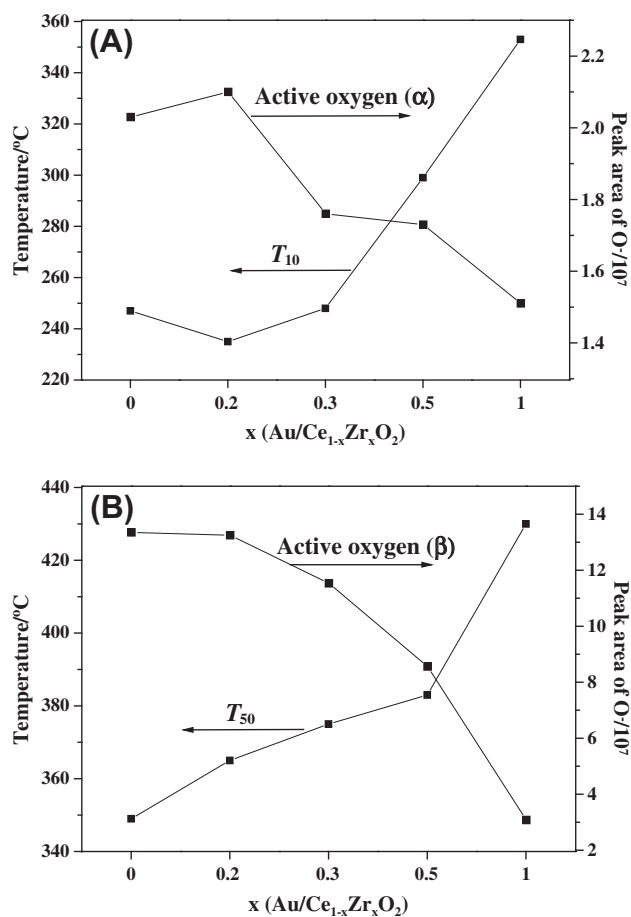 (A)
360
340
320
300
280
260
240
220
Temperature/ºC
Active oxygen (α)
T10
2.2
2.0
1.8
1.6
1.4
Peak area of O-/10⁷
0 0.2 0.3 0.5 1
x (Au/Ce1-xZrxO2)
(B)
440
420
400
380
360
340
Temperature/ºC
Active oxygen (β)
T50
14
12
10
8
6
4
2
Peak area of O-/10⁷
0 0.2 0.3 0.5 1
x (Au/Ce1-xZrxO2)